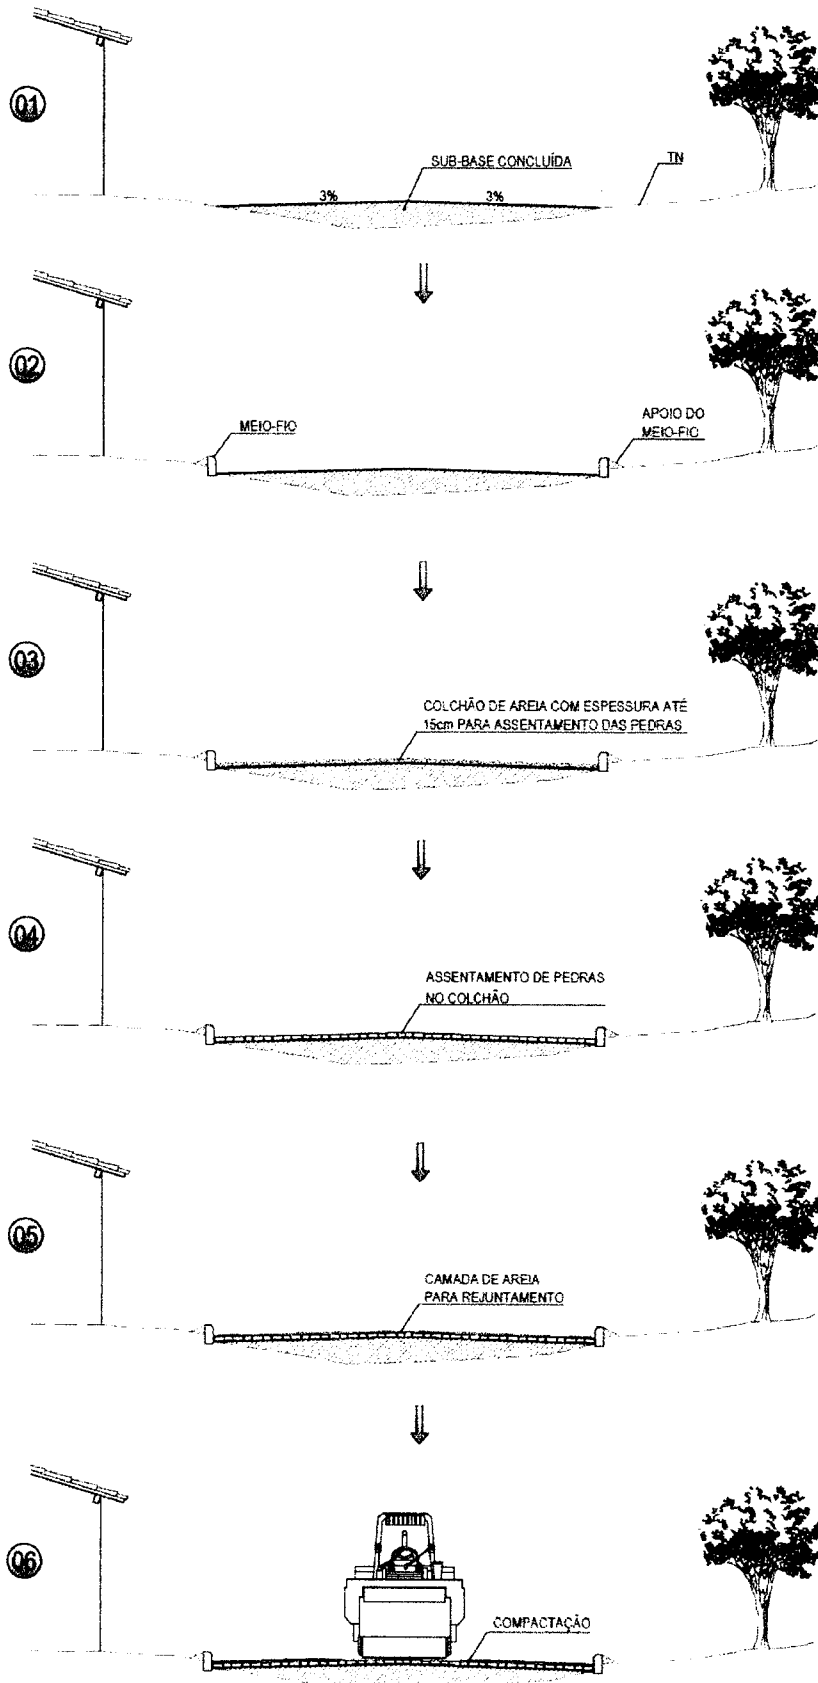 01
SUB-BASE CONCLUÍDA
TN
3%
3%
02
MEIO-FIO
APOIO DO
MEIO-FIO
03
COLCHÃO DE AREIA COM ESPESSURA ATÉ
15cm PARA ASSENTAMENTO DAS PEDRAS
04
ASSENTAMENTO DE PEDRAS
NO COLCHÃO
05
CAMADA DE AREIA
PARA REJUNTAMENTO
06
COMPACTAÇÃO